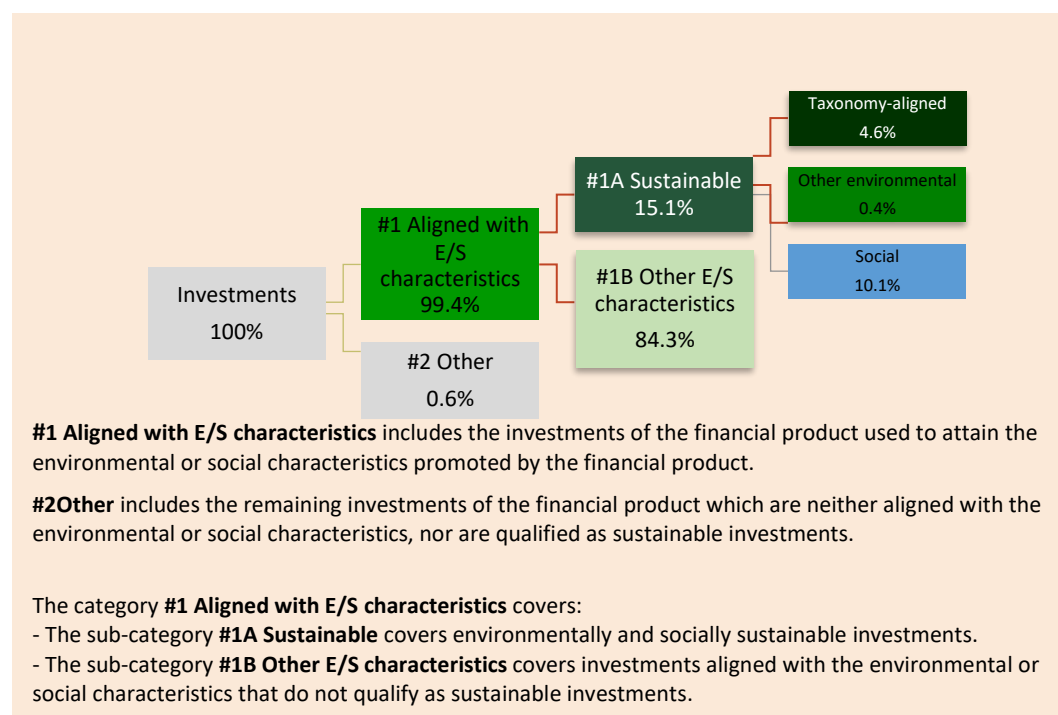 Taxonomy-aligned
4.6%
#1A Sustainable
15.1%
Other environmental
0.4%
#1 Aligned with
E/S
characteristics
99.4%
Social
10.1%
#1B Other E/S
characteristics
84.3%
Investments
100%
#2 Other
0.6%
#1 Aligned with E/S characteristics includes the investments of the financial product used to attain the
environmental or social characteristics promoted by the financial product.
#2Other includes the remaining investments of the financial product which are neither aligned with the
environmental or social characteristics, nor are qualified as sustainable investments.
The category #1 Aligned with E/S characteristics covers:
- The sub-category #1A Sustainable covers environmentally and socially sustainable investments.
- The sub-category #1B Other E/S characteristics covers investments aligned with the environmental or
social characteristics that do not qualify as sustainable investments.